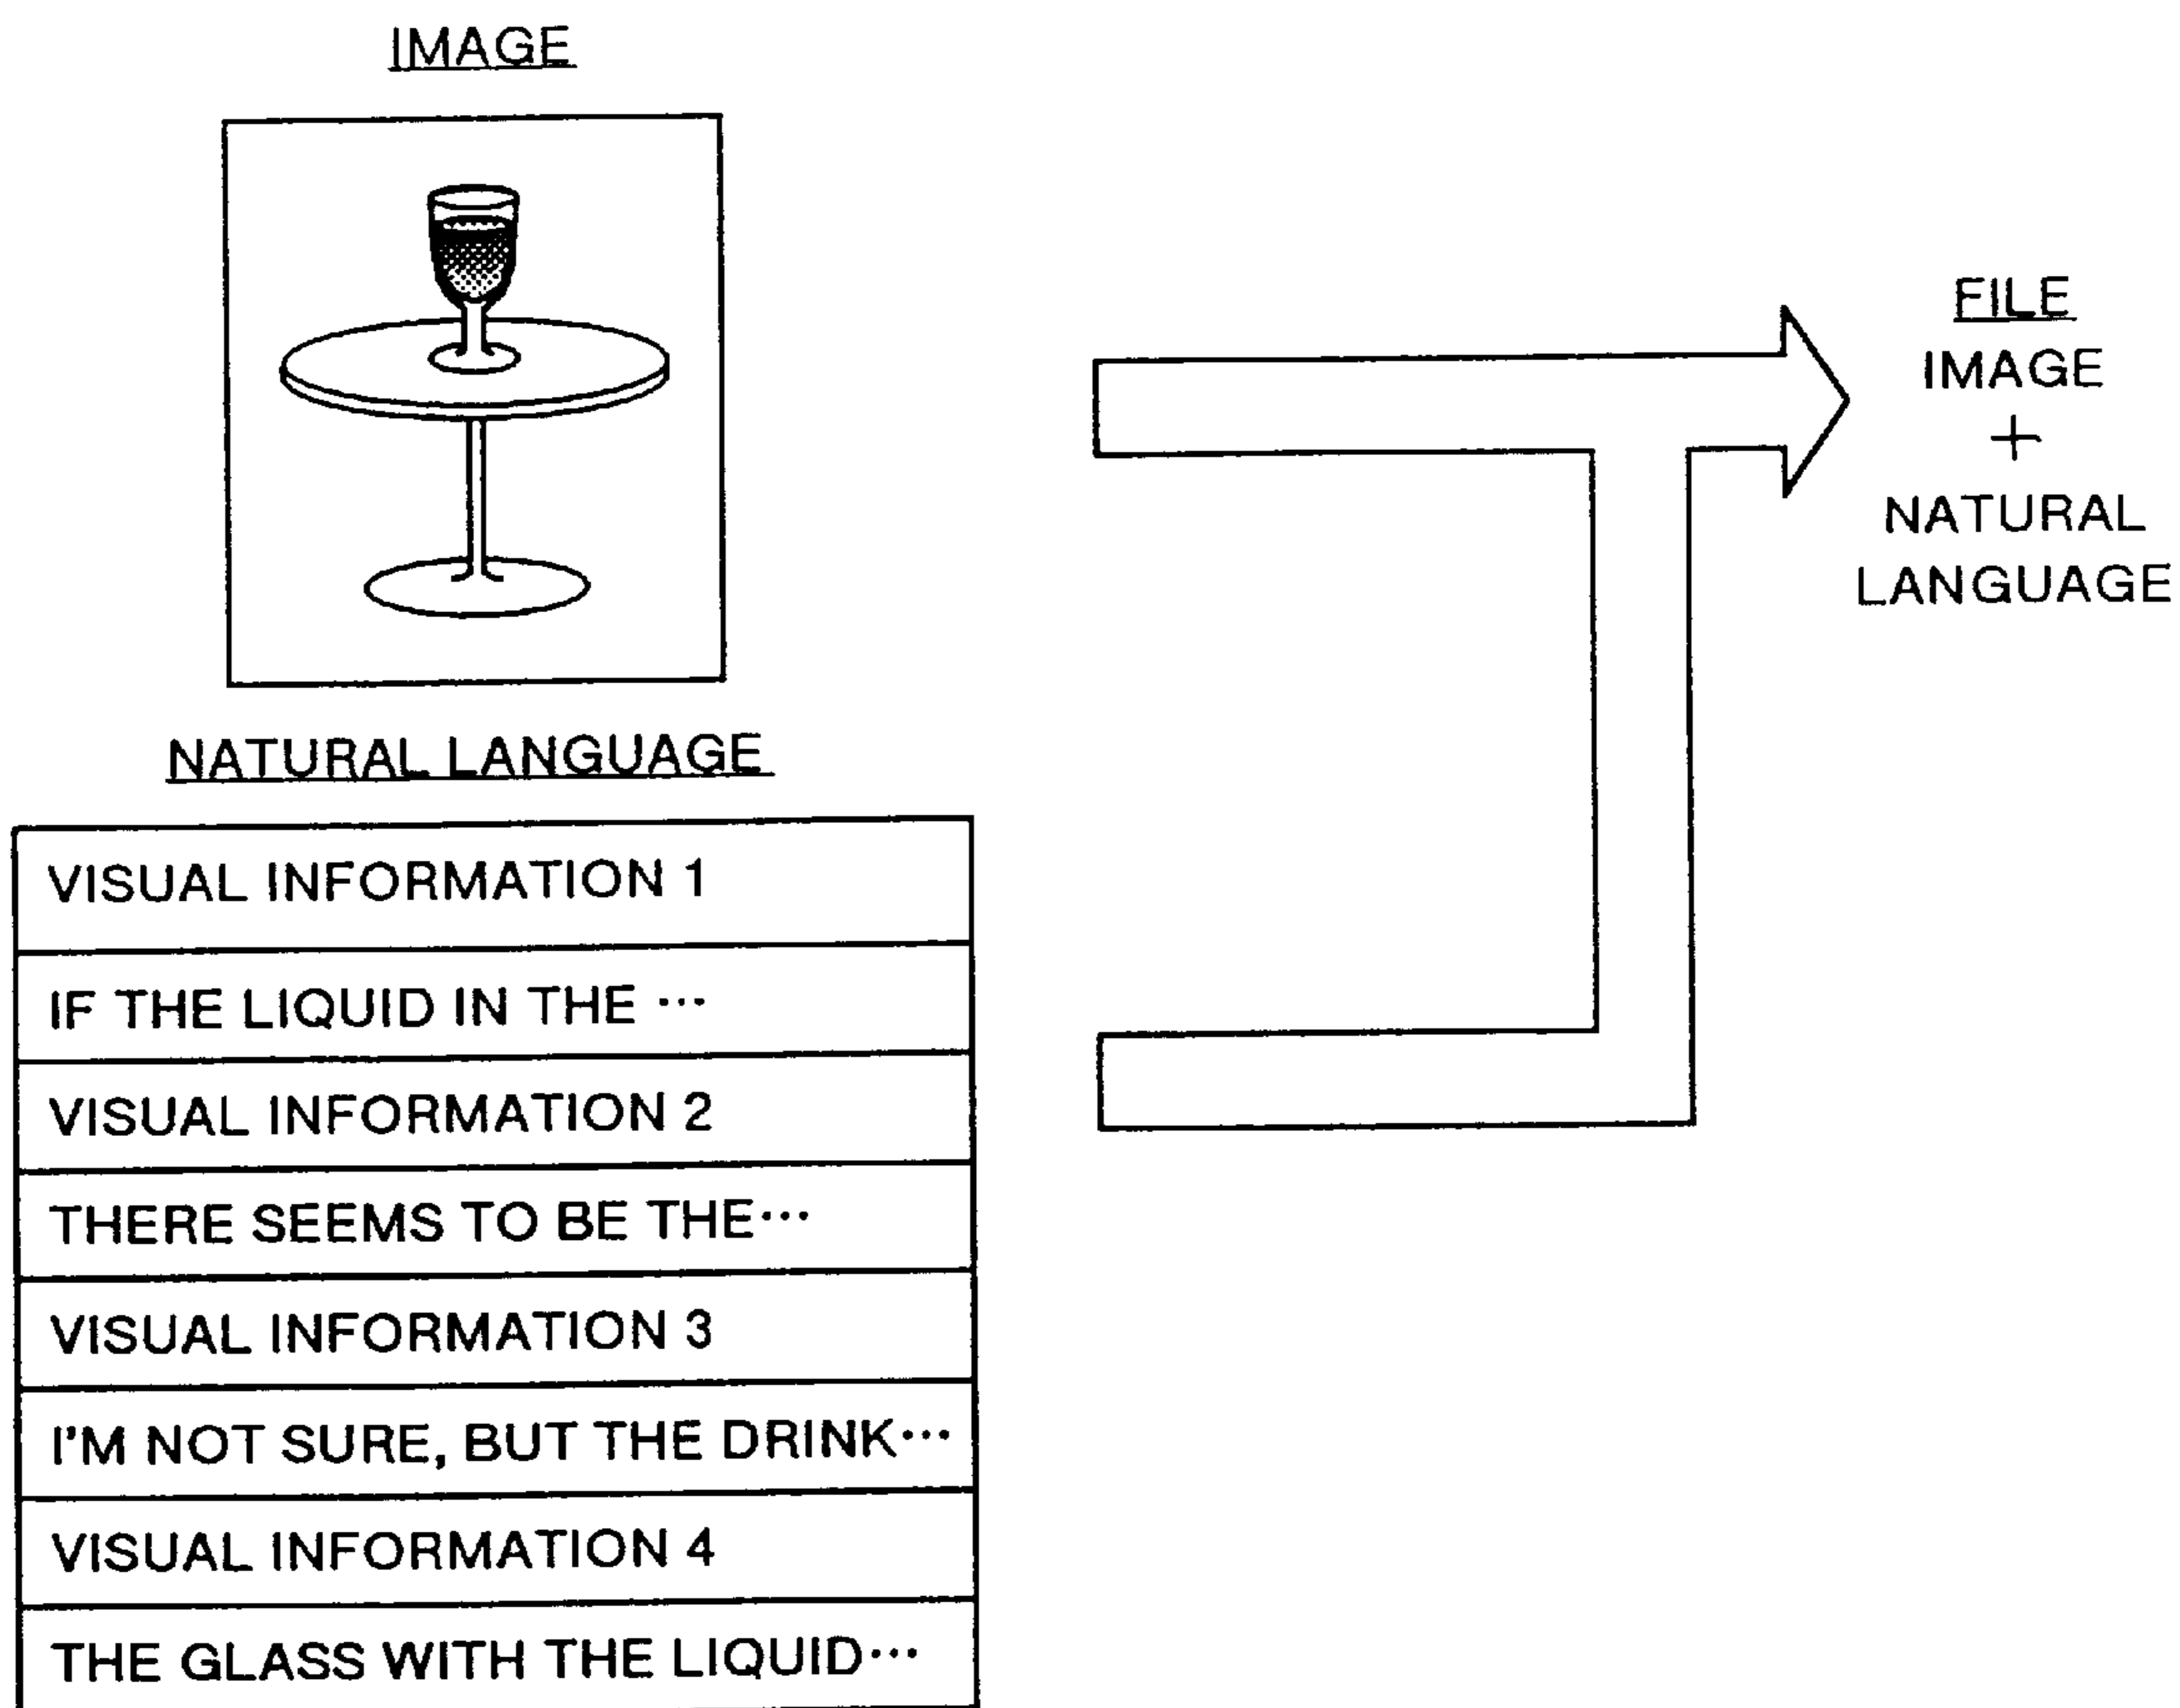 IMAGE
NATURAL LANGUAGE
VISUAL INFORMATION 1
IF THE LIQUID IN THE ···
VISUAL INFORMATION 2
THERE SEEMS TO BE THE···
VISUAL INFORMATION 3
I'M NOT SURE, BUT THE DRINK···
VISUAL INFORMATION 4
THE GLASS WITH THE LIQUID···
FILE
IMAGE
+
NATURAL
LANGUAGE